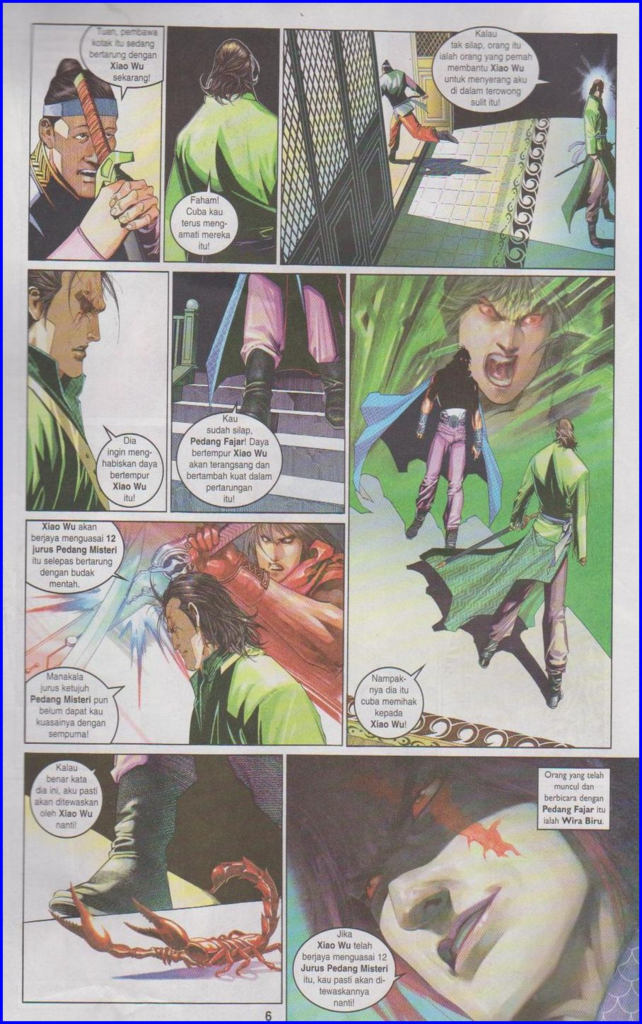 Tuan, pembawa
kotak itu sedang
bertarung dengan
Xiao Wu
sekarang!
Faham!
Cuba kau
terus meng-
amati mereka
itu!
Kalau
tak silap, orang itu
ialah orang yang pernah
membantu Xiao Wu
untuk menyerang aku
di dalam terowong
sulit itu!
Dia
ingin meng-
habiskan daya
bertempur
Xiao Wu
itu!
Kau
sudah silap,
Pedang Fajar! Daya
bertempur Xiao Wu
akan terangsang dan
bertambah kuat dalam
pertarungan
itu!
Xiao Wu akan
berjaya menguasai 12
jurus Pedang Misteri
itu selepas bertarung
dengan budak
mentah.
Manakala
jurus ketujuh
Pedang Misteri pun
belum dapat kau
kuasainya dengan
sempurna!
Nampak-
nya dia itu
cuba memihak
kepada
Xiao Wu!
Kalau
benar kata
dia ini, aku pasti
akan ditewaskan
oleh Xiao Wu
nanti!
Orang yang telah
muncul dan
berbicara dengan
Pedang Fajar itu
ialah Wira Biru.
Jika
Xiao Wu telah
berjaya menguasai 12
Jurus Pedang Misteri
itu, kau pasti akan di-
tewaskannya
nanti!
6